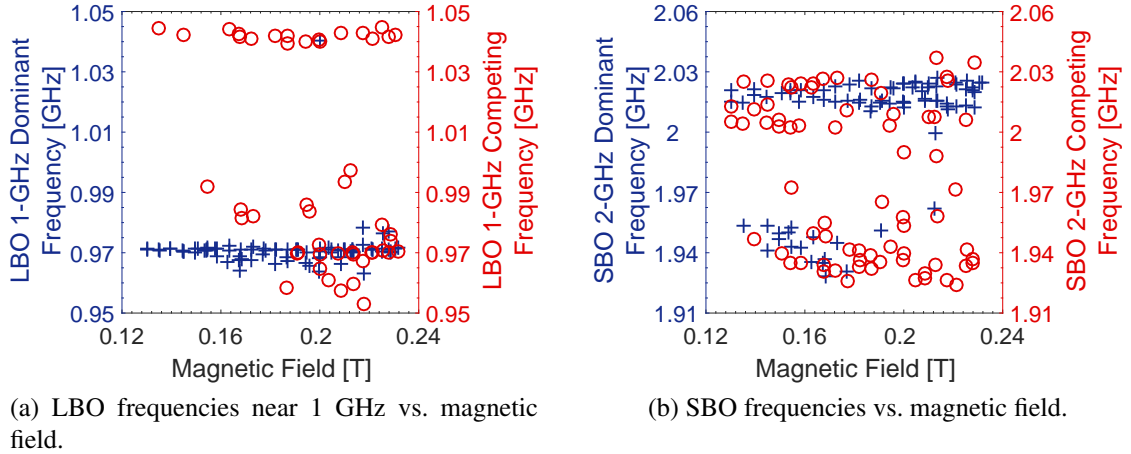 1.05
1.03
1.01
0.99
0.97
0.95
LBO 1-GHz Dominant
Frequency [GHz]
1.05
1.03
1.01
0.99
0.97
0.95
LBO 1-GHz Competing
Frequency [GHz]
0.12 0.16 0.2 0.24
Magnetic Field [T]
(a) LBO frequencies near 1 GHz vs. magnetic
field.
2.06
2.03
2
1.97
1.94
1.91
SBO 2-GHz Dominant
Frequency [GHz]
2.06
2.03
2
1.97
1.94
1.91
SBO 2-GHz Competing
Frequency [GHz]
0.12 0.16 0.2 0.24
Magnetic Field [T]
(b) SBO frequencies vs. magnetic field.